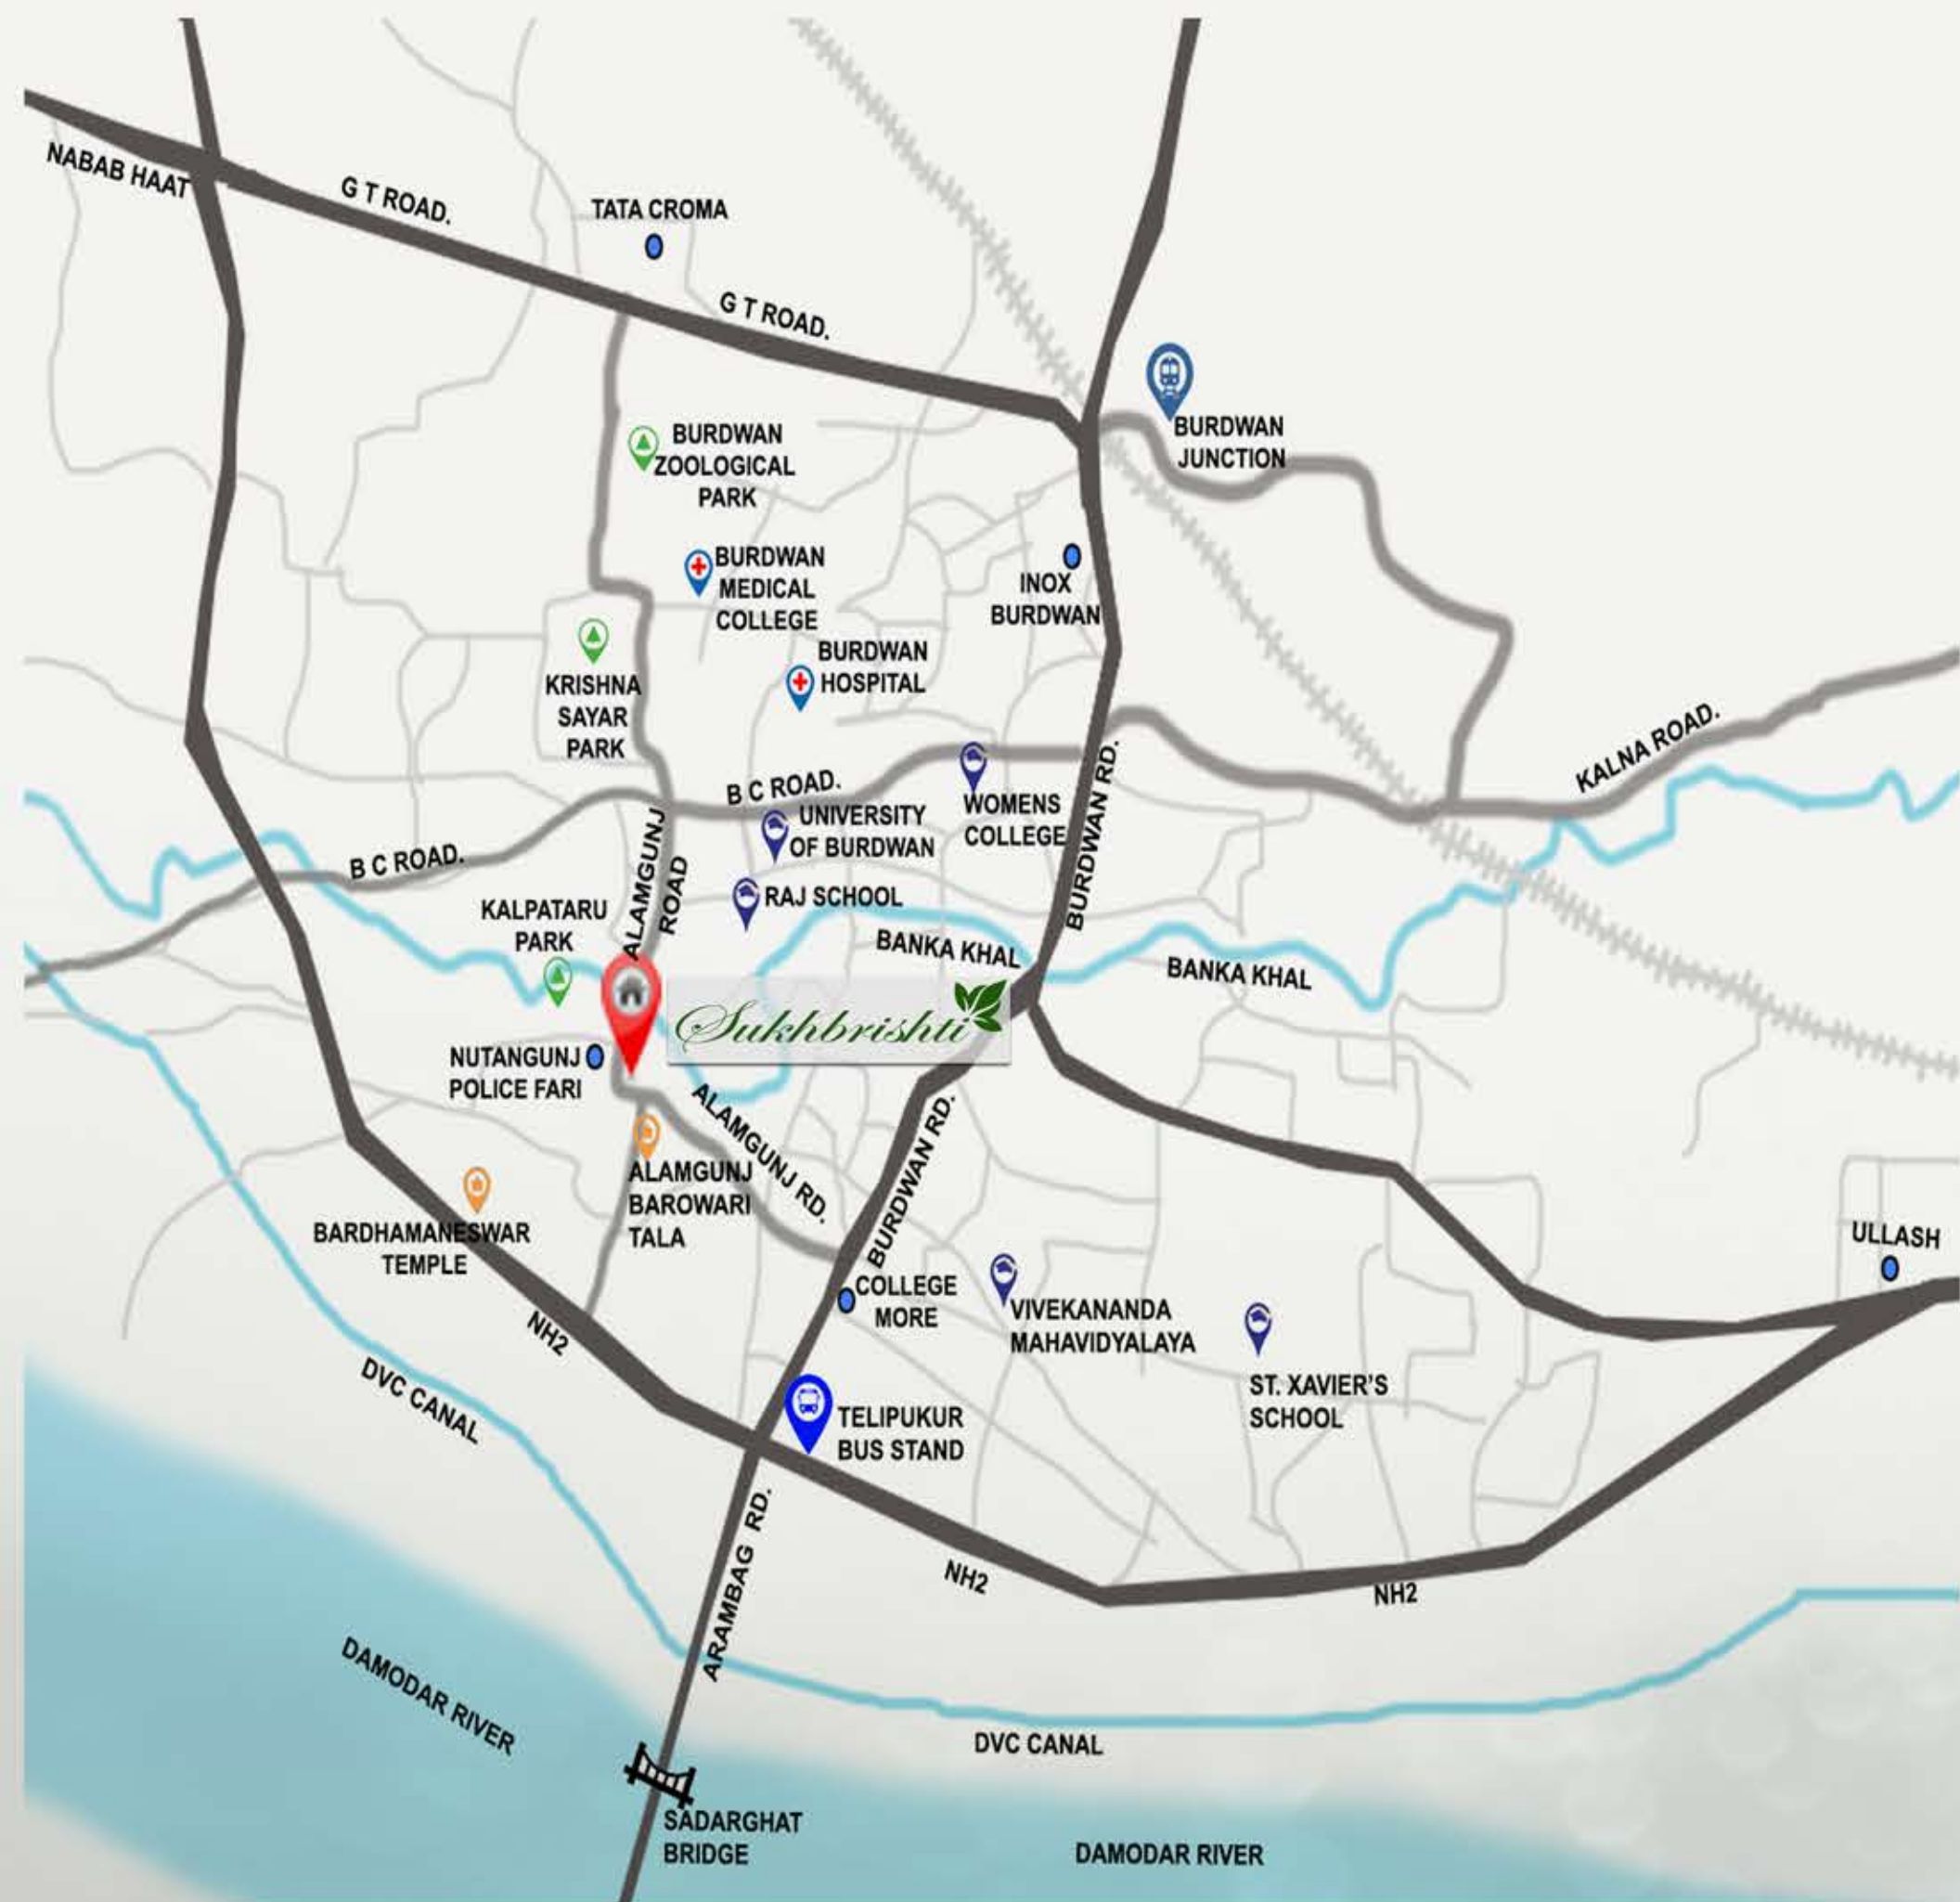 NABAB HAAT
G T ROAD.
TATA CROMA
G T ROAD.
BURDWAN
JUNCTION
BURDWAN
ZOOLOGICAL
PARK
BURDWAN
MEDICAL
COLLEGE
INOX
BURDWAN
BURDWAN
HOSPITAL
KRISHNA
SAYAR
PARK
KALNA ROAD.
B C ROAD.
WOMENS
COLLEGE
BURDWAN RD.
UNIVERSITY
OF BURDWAN
B C ROAD.
ALAMGUNJ
ROAD
RAJ SCHOOL
KALPATARU
PARK
BANKA KHAL
BANKA KHAL
Sukhbrishti
NUTANGUNJ
POLICE FARI
ALAMGUNJ RD.
BURDWAN RD.
ALAMGUNJ
BAROWARI
TALA
BARDHAMANESWAR
TEMPLE
ULLASH
COLLEGE
MORE
VIVEKANANDA
MAHAVIDYALAYA
NH2
ST. XAVIER'S
SCHOOL
DVC CANAL
TELIPUKUR
BUS STAND
ARAMBAG RD.
NH2
NH2
DAMODAR RIVER
DVC CANAL
SADARGHAT
BRIDGE
DAMODAR RIVER